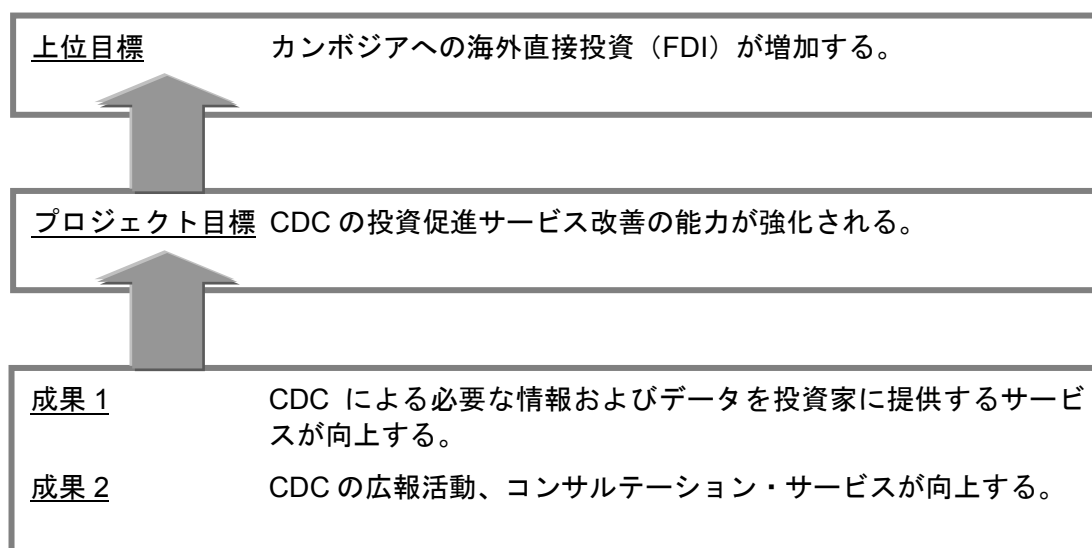 上位目標 カンボジアへの海外直接投資（FDI）が増加する。
プロジェクト目標 CDC の投資促進サービス改善の能力が強化される。
成果 1 CDC による必要な情報およびデータを投資家に提供するサービ
スが向上する。
成果 2 CDC の広報活動、コンサルテーション・サービスが向上する。